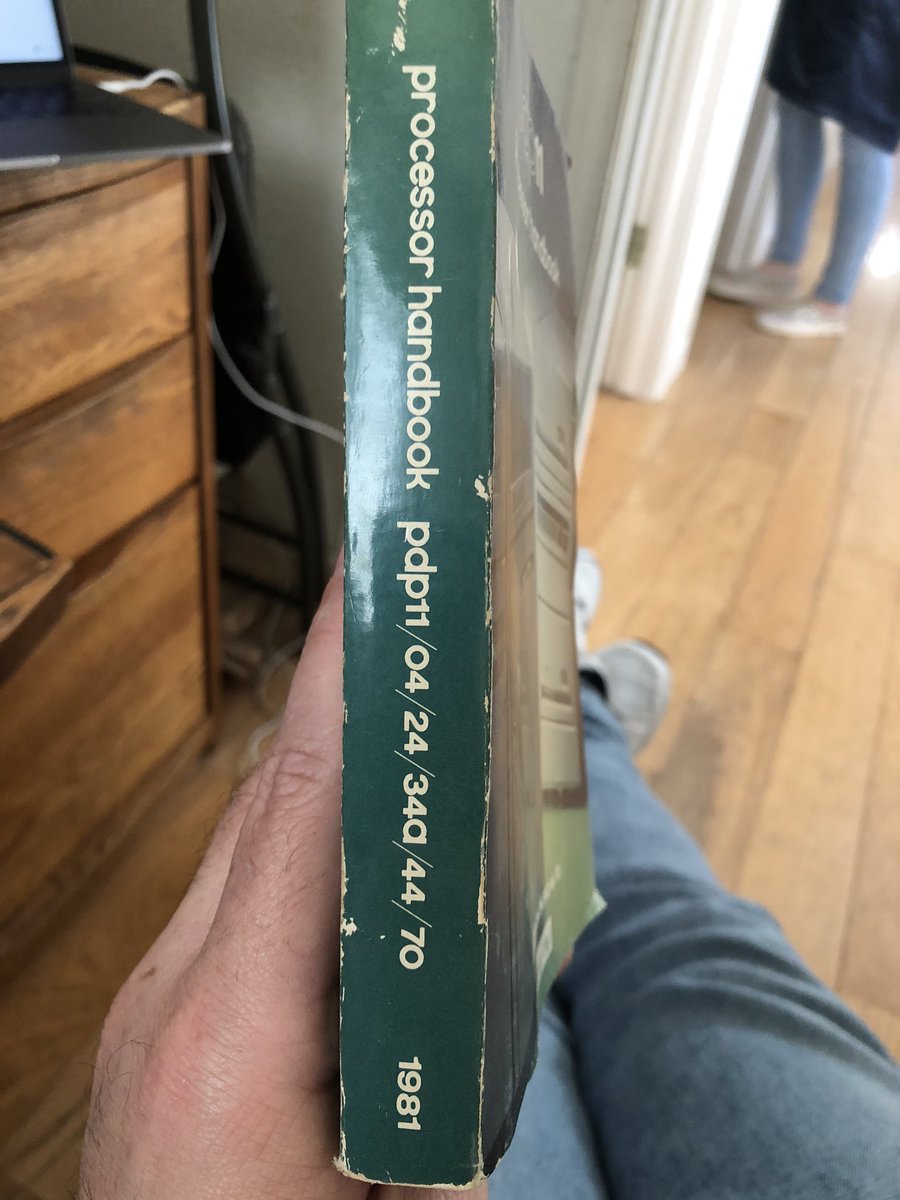 processor handbook pdp11/04/24/34a/44/70 1981